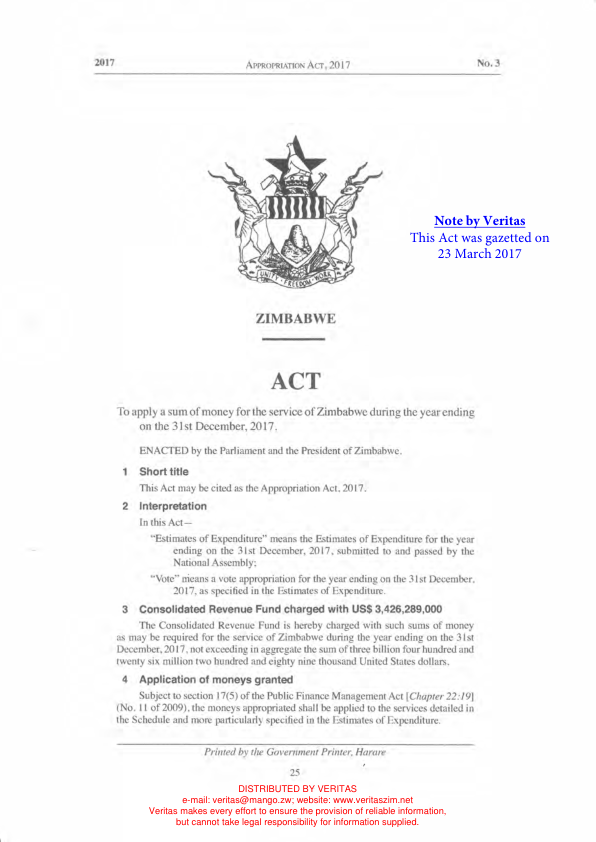 2017 APPROPRIATION ACT, 2017 No. 3
Note by Veritas
This Act was gazetted on
23 March 2017
UNITY · FREEDOM · WORK
ZIMBABWE
ACT
To apply a sum of money for the service of Zimbabwe during the year ending
on the 31st December, 2017.
ENACTED by the Parliament and the President of Zimbabwe.
1 Short title
This Act may be cited as the Appropriation Act, 2017.
2 Interpretation
In this Act—
"Estimates of Expenditure" means the Estimates of Expenditure for the year
ending on the 31st December, 2017, submitted to and passed by the
National Assembly;
"Vote" means a vote appropriation for the year ending on the 31st December,
2017, as specified in the Estimates of Expenditure.
3 Consolidated Revenue Fund charged with US$ 3,426,289,000
The Consolidated Revenue Fund is hereby charged with such sums of money
as may be required for the service of Zimbabwe during the year ending on the 31st
December, 2017, not exceeding in aggregate the sum of three billion four hundred and
twenty six million two hundred and eighty nine thousand United States dollars.
4 Application of moneys granted
Subject to section 17(5) of the Public Finance Management Act [Chapter 22:19]
(No. 11 of 2009), the moneys appropriated shall be applied to the services detailed in
the Schedule and more particularly specified in the Estimates of Expenditure.
Printed by the Government Printer, Harare
25
DISTRIBUTED BY VERITAS
e-mail: veritas@mango.zw; website: www.veritaszim.net
Veritas makes every effort to ensure the provision of reliable information,
but cannot take legal responsibility for information supplied.